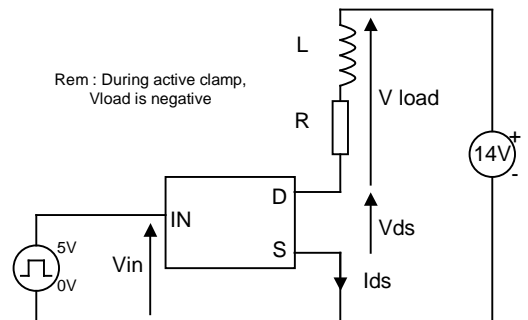 L
Rem : During active clamp,
Vload is negative
V load
R
14V
+
-
D
IN
Vds
S
5V
0V
Vin
Ids